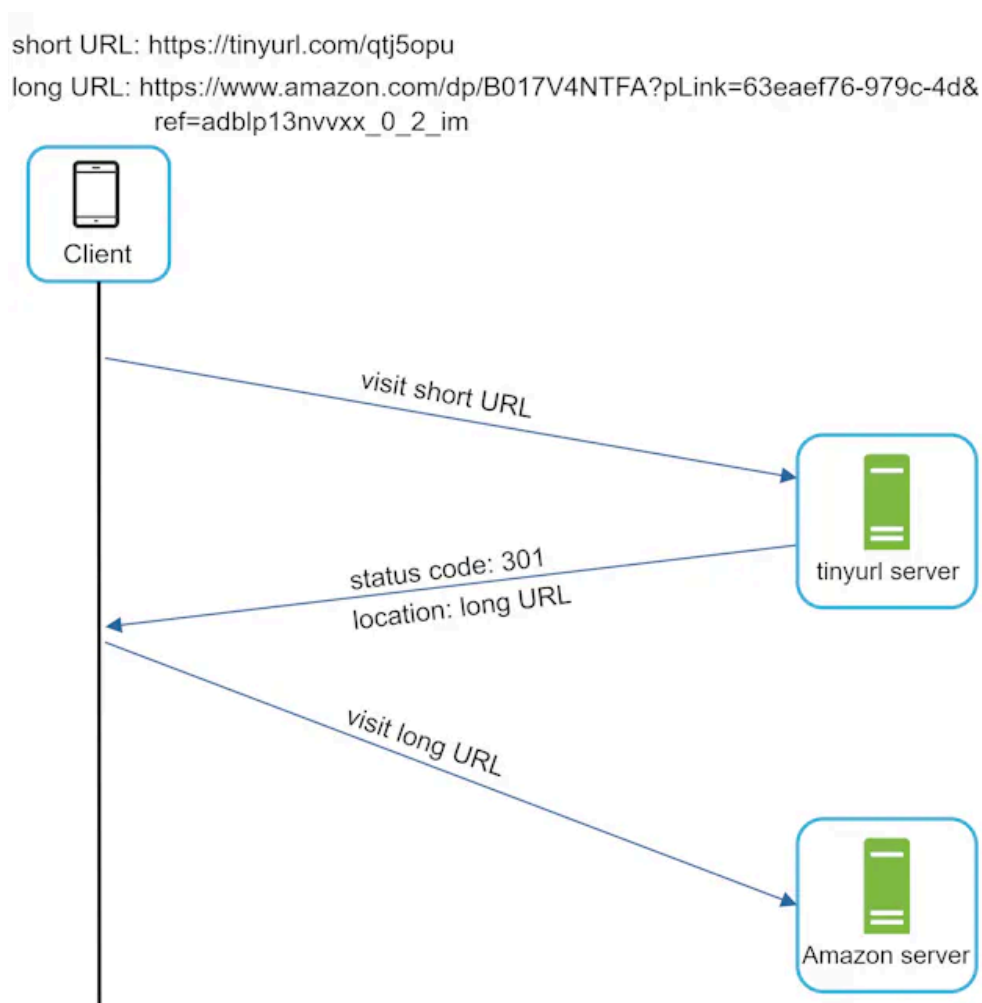 short URL: https://tinyurl.com/qtj5opu
long URL: https://www.amazon.com/dp/B017V4NTFA?pLink=63eaef76-979c-4d&
ref=adblp13nvvxx_0_2_im
Client
visit short URL
tinyurl server
status code: 301
location: long URL
visit long URL
Amazon server